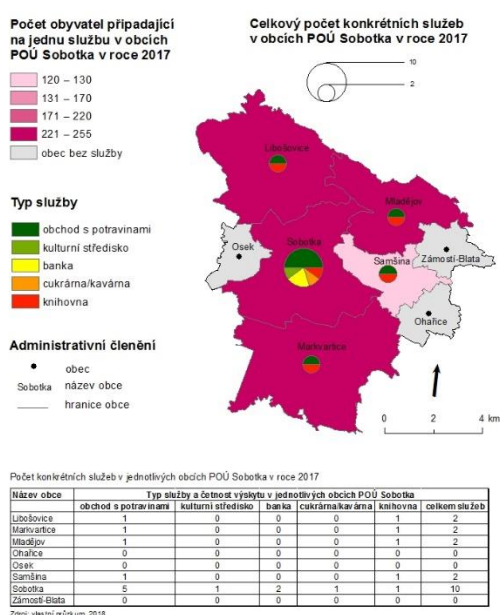 Počet obyvatel připadající
na jednu službu v obcích
POÚ Sobotka v roce 2017
120 – 130
131 – 170
171 – 220
221 – 255
obec bez služby
Typ služby
obchod s potravinami
kulturní středisko
banka
cukrárna/kavárna
knihovna
Administrativní členění
obec
Sobotka název obce
hranice obce
Celkový počet konkrétních služeb
v obcích POÚ Sobotka v roce 2017
10
2
Libošovice
Mladějov
Osek
Sobotka
Samšina
Zámostí-Blata
Ohařice
Markvartice
0 2 4 km
Počet konkrétních služeb v jednotlivých obcích POÚ Sobotka v roce 2017
Název obce Typ služby a četnost výskytu v jednotlivých obcích POÚ Sobotka
obchod s potravinami kulturní středisko banka cukrárna/kavárna knihovna celkem služeb
Libošovice 1 0 0 0 1 2
Markvartice 1 0 0 0 1 2
Mladějov 1 0 0 0 1 2
Ohařice 0 0 0 0 0 0
Osek 0 0 0 0 0 0
Samšina 1 0 0 0 1 2
Sobotka 5 1 2 1 1 10
Zámostí-Blata 0 0 0 0 0 0
Zdroj: vlastní průzkum, 2018